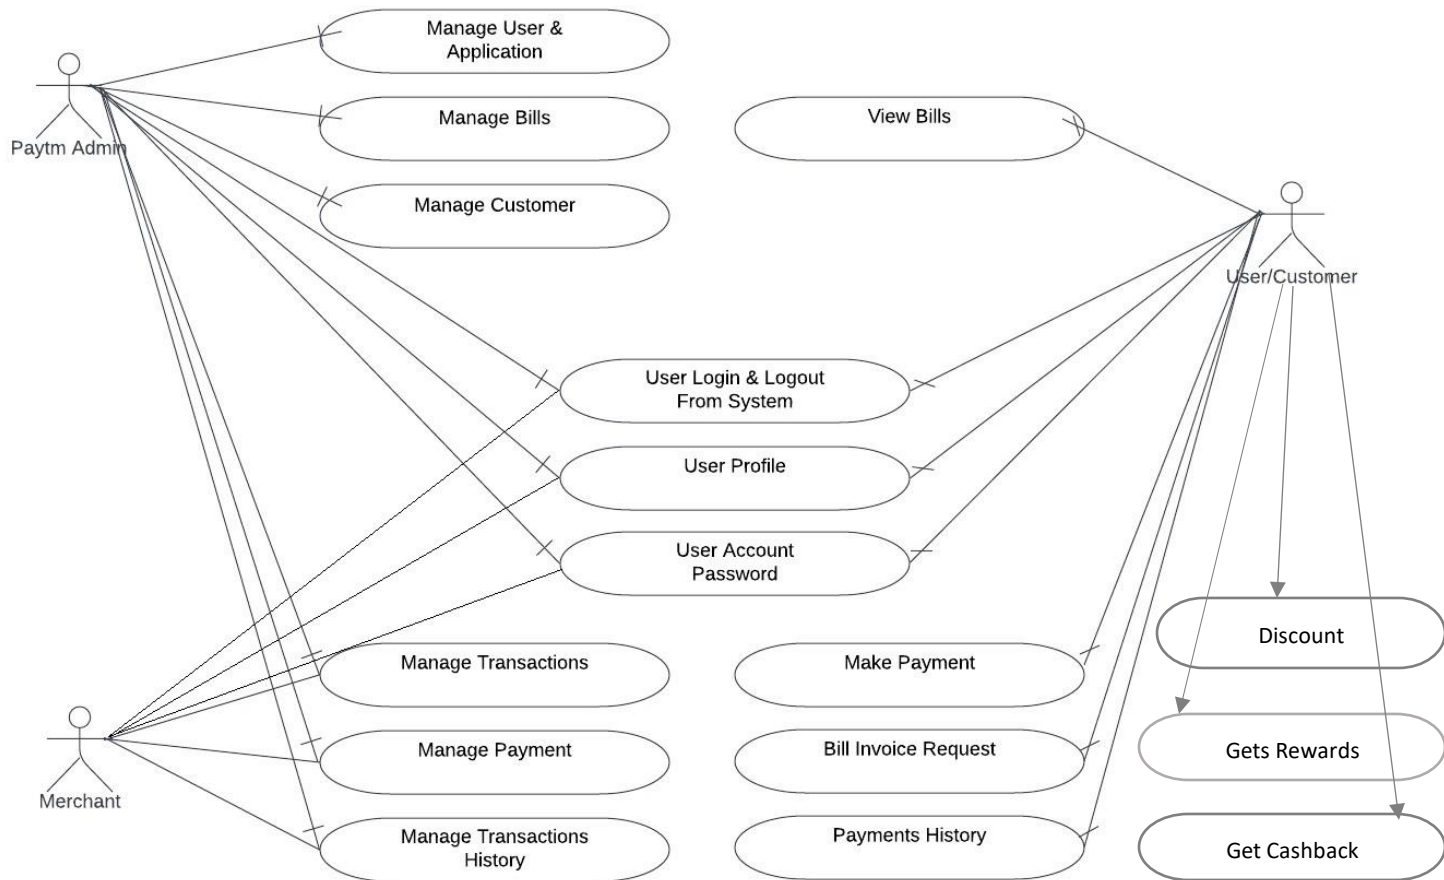 Manage User &
Application
Paytm Admin
Manage Bills
View Bills
Manage Customer
User/Customer
User Login & Logout
From System
User Profile
User Account
Password
Discount
Manage Transactions
Make Payment
Gets Rewards
Manage Payment
Bill Invoice Request
Merchant
Manage Transactions
History
Payments History
Get Cashback